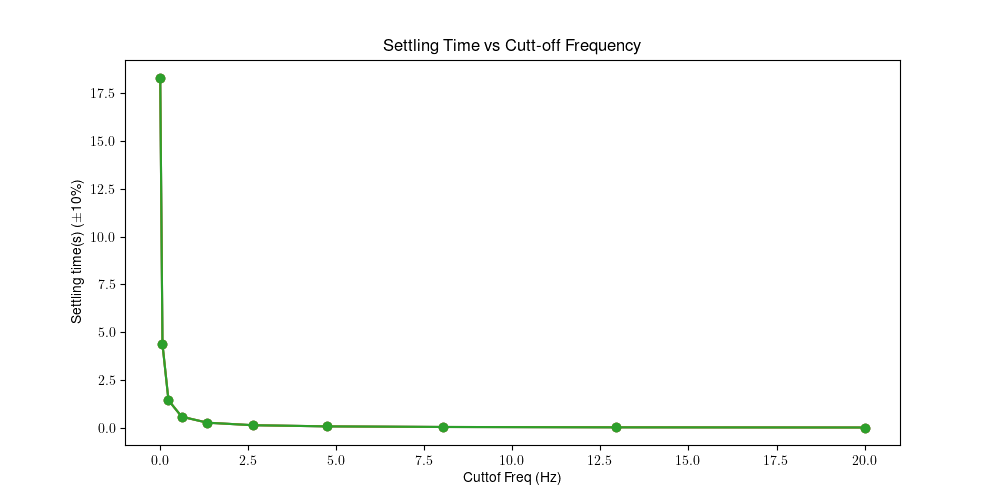 Settling Time vs Cutt-off Frequency
Settling time(s) (±10%)
17.5
15.0
12.5
10.0
7.5
5.0
2.5
0.0
0.0 2.5 5.0 7.5 10.0 12.5 15.0 17.5 20.0
Cuttof Freq (Hz)